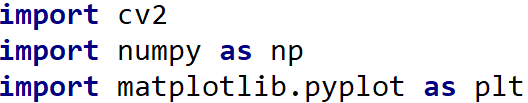 import cv2
import numpy as np
import matplotlib.pyplot as plt